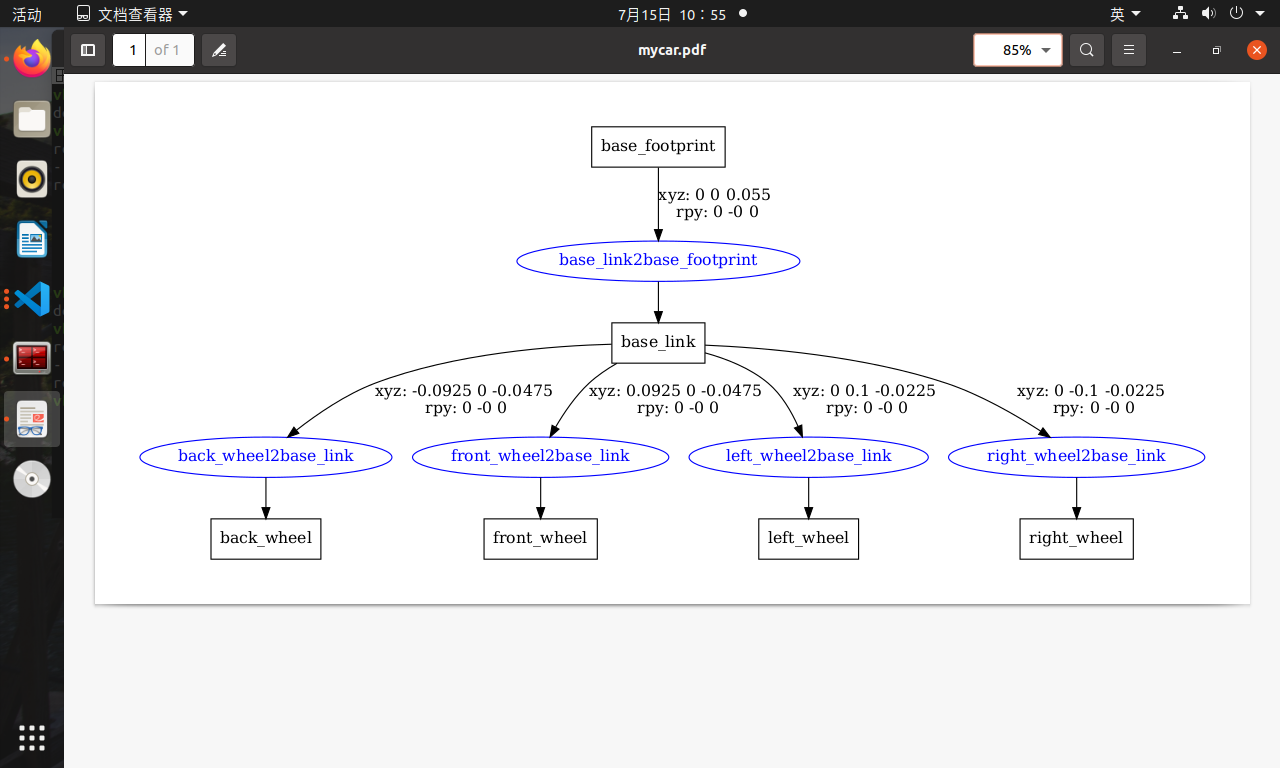 活动
文档查看器
7月15日 10：55
英
1
of 1
mycar.pdf
85%
base_footprint
xyz: 0 0 0.055
rpy: 0 -0 0
base_link2base_footprint
base_link
xyz: -0.0925 0 -0.0475
rpy: 0 -0 0
xyz: 0.0925 0 -0.0475
rpy: 0 -0 0
xyz: 0 0.1 -0.0225
rpy: 0 -0 0
xyz: 0 -0.1 -0.0225
rpy: 0 -0 0
back_wheel2base_link
front_wheel2base_link
left_wheel2base_link
right_wheel2base_link
back_wheel
front_wheel
left_wheel
right_wheel